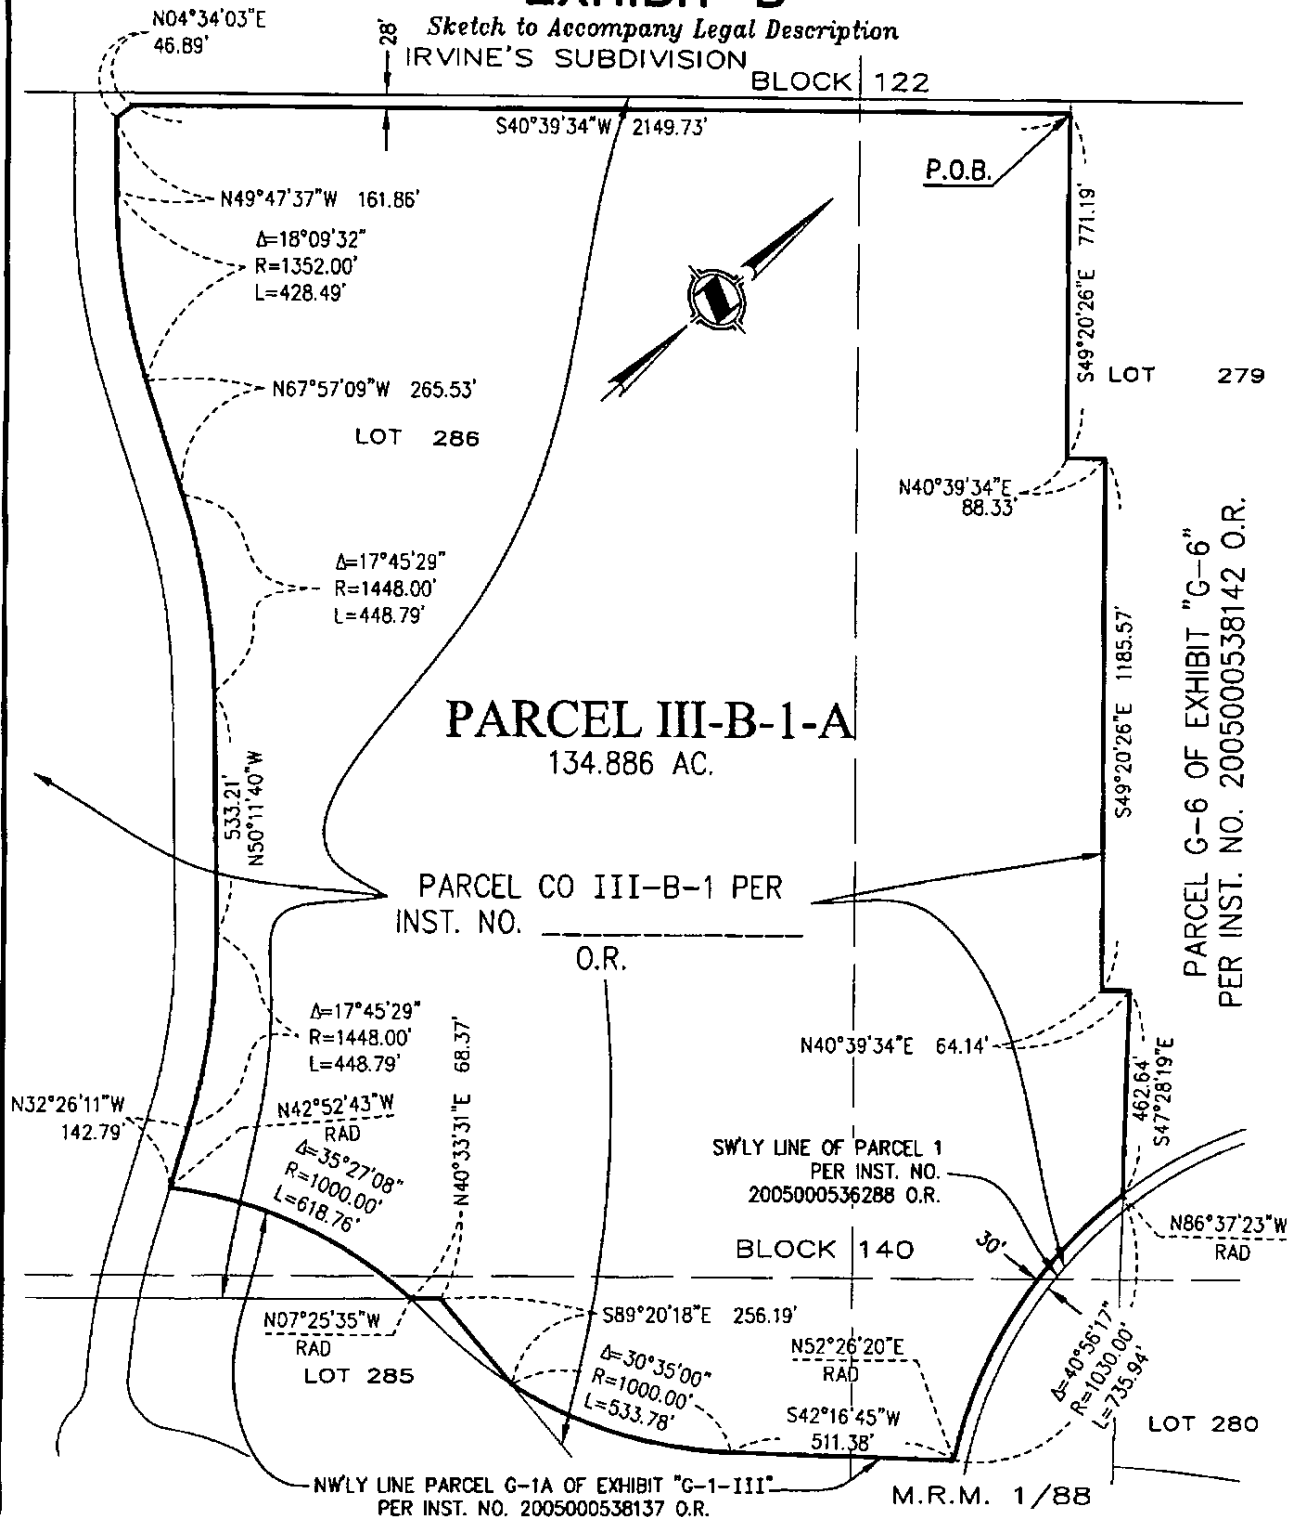 Sketch to Accompany Legal Description
IRVINE'S SUBDIVISION
BLOCK 122
28'
N04°34'03"E
46.89'
S40°39'34"W 2149.73'
P.O.B.
N49°47'37"W 161.86'
Δ=18°09'32"
R=1352.00'
L=428.49'
S49°20'26"E 771.19'
LOT 279
N67°57'09"W 265.53'
LOT 286
N40°39'34"E
88.33'
Δ=17°45'29"
R=1448.00'
L=448.79'
S49°20'26"E 1185.57'
PARCEL G-6 OF EXHIBIT "G-6"
PER INST. NO. 2005000538142 O.R.
PARCEL III-B-1-A
134.886 AC.
533.21'
N50°11'40"W
PARCEL CO III-B-1 PER
INST. NO. ____________
O.R.
Δ=17°45'29"
R=1448.00'
L=448.79'
N40°33'31"E 68.37'
N40°39'34"E 64.14'
462.64'
S47°28'19"E
N32°26'11"W
142.79'
N42°52'43"W
RAD
Δ=35°27'08"
R=1000.00'
L=618.76'
SW'LY LINE OF PARCEL 1
PER INST. NO.
2005000536288 O.R.
N86°37'23"W
RAD
BLOCK 140
30'
N07°25'35"W
RAD
LOT 285
S89°20'18"E 256.19'
Δ=30°35'00"
R=1000.00'
L=533.78'
N52°26'20"E
RAD
S42°16'45"W
511.38'
Δ=40°56'17"
R=1030.00'
L=735.94'
LOT 280
NW'LY LINE PARCEL G-1A OF EXHIBIT "G-1-III"
PER INST. NO. 2005000538137 O.R.
M.R.M. 1/88